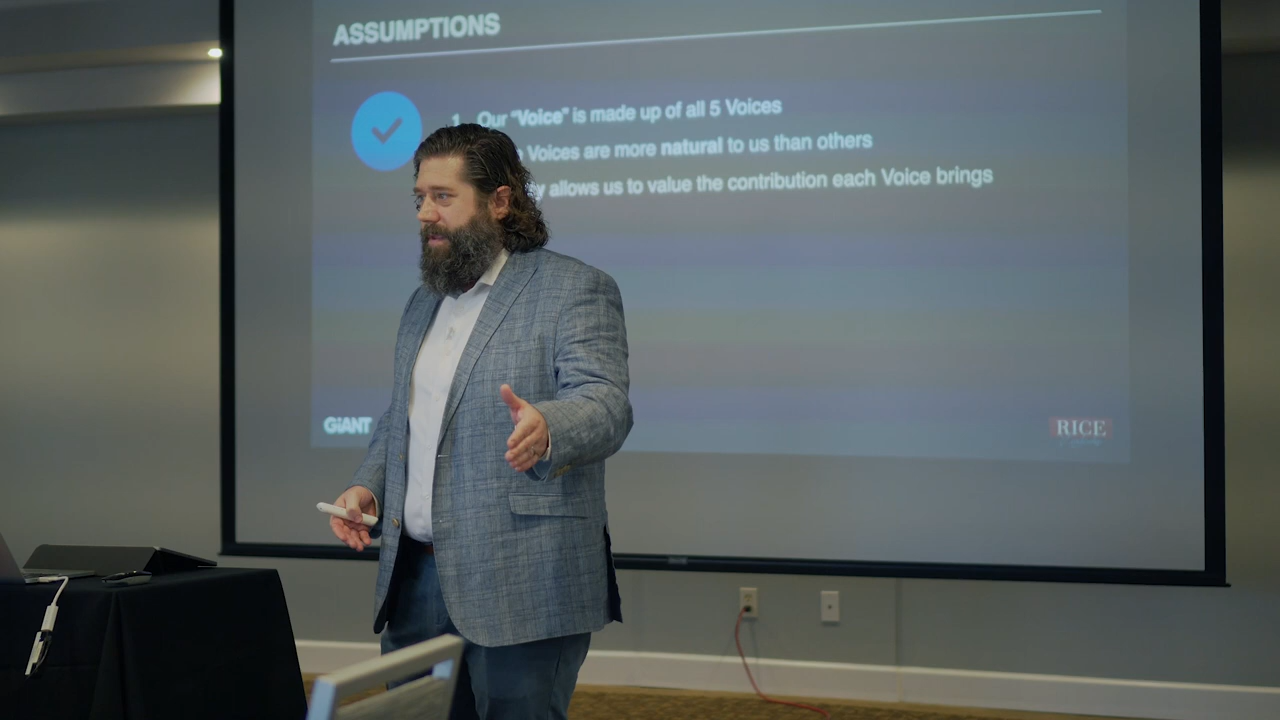 ASSUMPTIONS
1. Our “Voice” is made up of all 5 Voices
Voices are more natural to us than others
allows us to value the contribution each Voice brings
GiANT
RICE